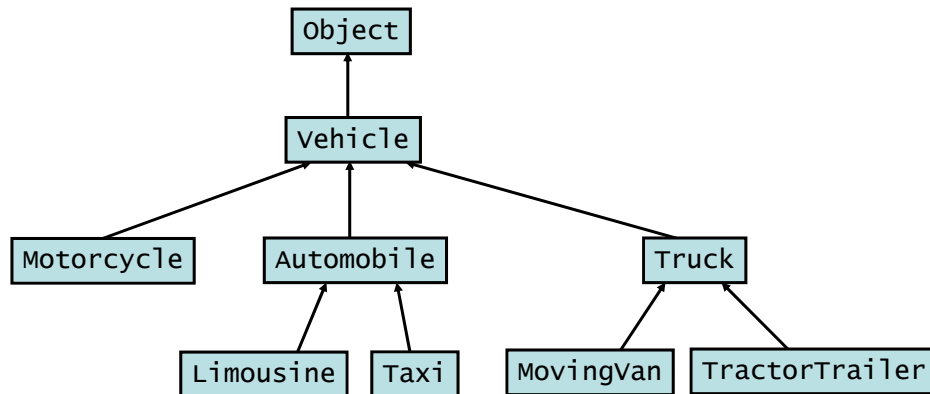 Object
Vehicle
Motorcycle
Automobile
Truck
Limousine
Taxi
MovingVan
TractorTrailer